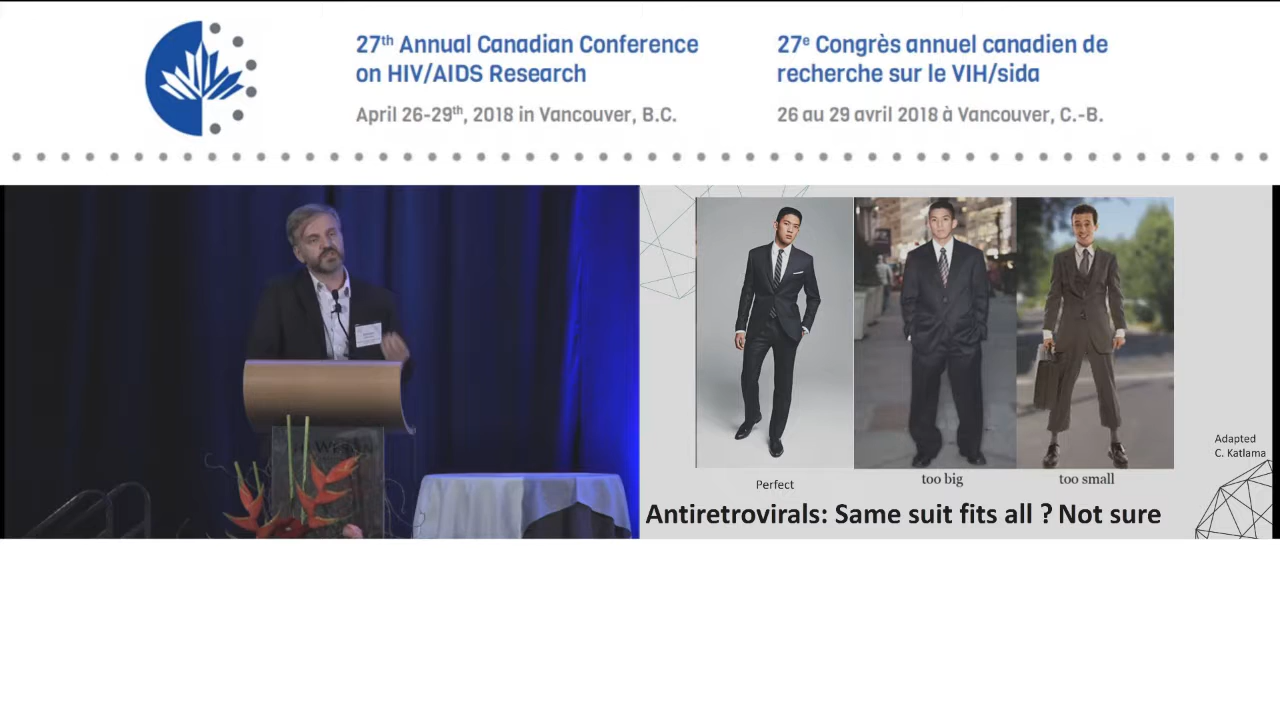 27th Annual Canadian Conference
on HIV/AIDS Research
April 26-29th, 2018 in Vancouver, B.C.
27e Congrès annuel canadien de
recherche sur le VIH/sida
26 au 29 avril 2018 à Vancouver, C.-B.
Perfect
too big
too small
Adapted
C. Katlama
Antiretrovirals: Same suit fits all ? Not sure